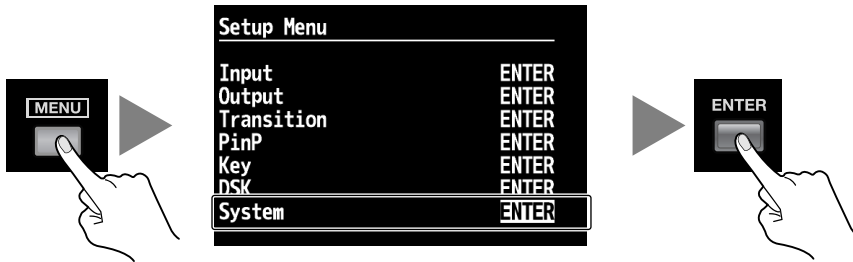 MENU
Setup Menu
Input ENTER
Output ENTER
Transition ENTER
PinP ENTER
Key ENTER
DSK ENTER
System ENTER
ENTER